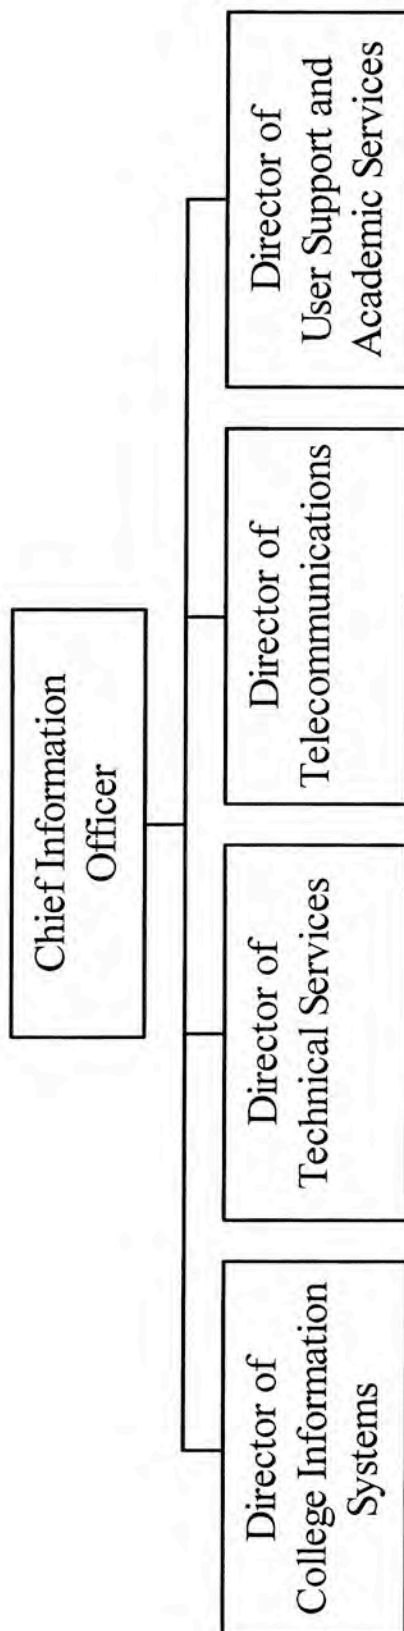 Chief Information
Officer
Director of
College Information
Systems
Director of
Technical Services
Director of
Telecommunications
Director of
User Support and
Academic Services